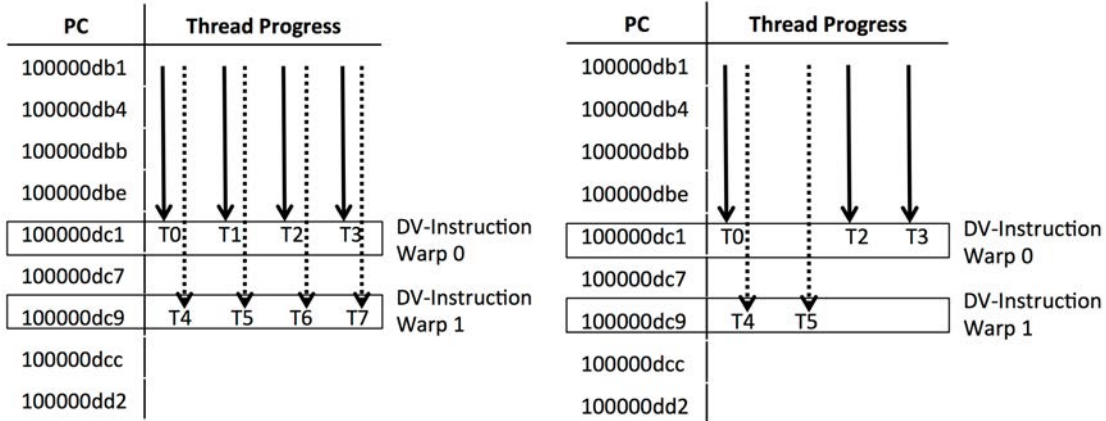 PC Thread Progress
100000db1
100000db4
100000dbb
100000dbe
100000dc1 T0 T1 T2 T3 DV-Instruction
Warp 0
100000dc7
100000dc9 T4 T5 T6 T7 DV-Instruction
Warp 1
100000dcc
100000dd2
PC Thread Progress
100000db1
100000db4
100000dbb
100000dbe
100000dc1 T0 T2 T3 DV-Instruction
Warp 0
100000dc7
100000dc9 T4 T5 DV-Instruction
Warp 1
100000dcc
100000dd2